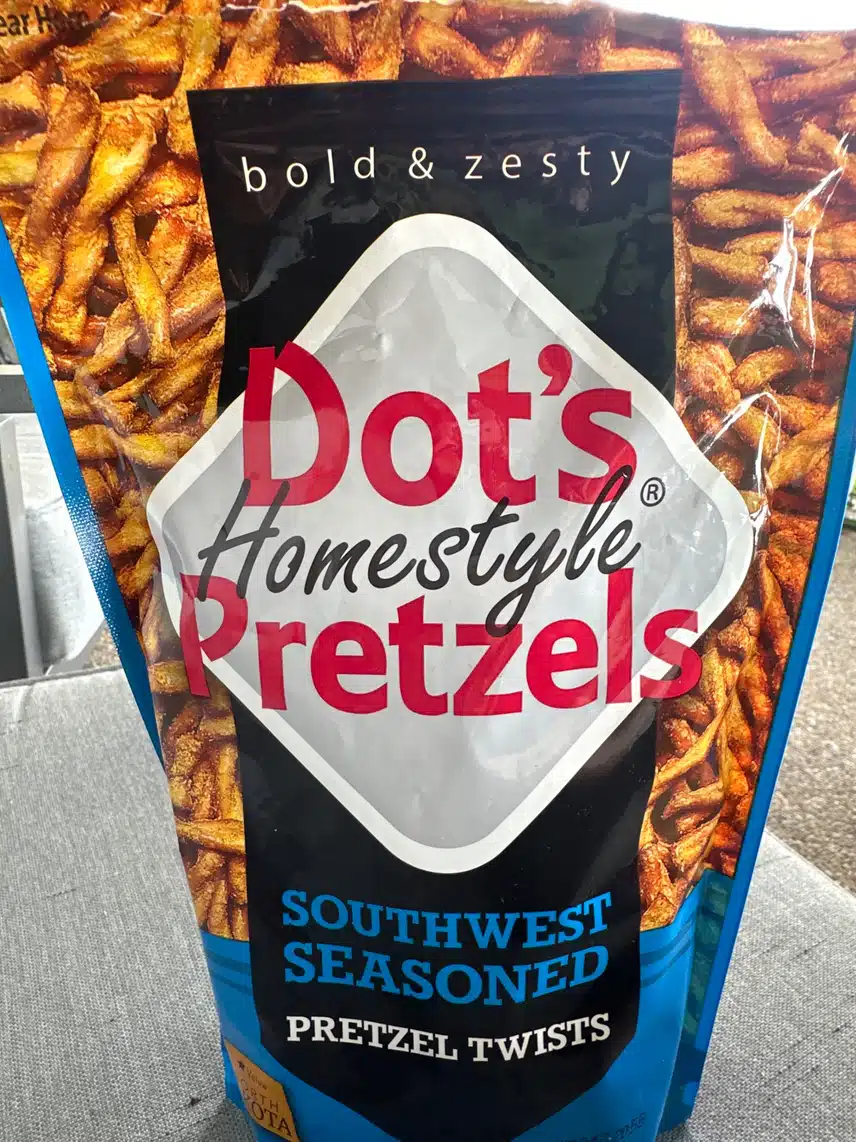 bold & zesty
Dot's
Homestyle®
Pretzels
SOUTHWEST
SEASONED
PRETZEL TWISTS